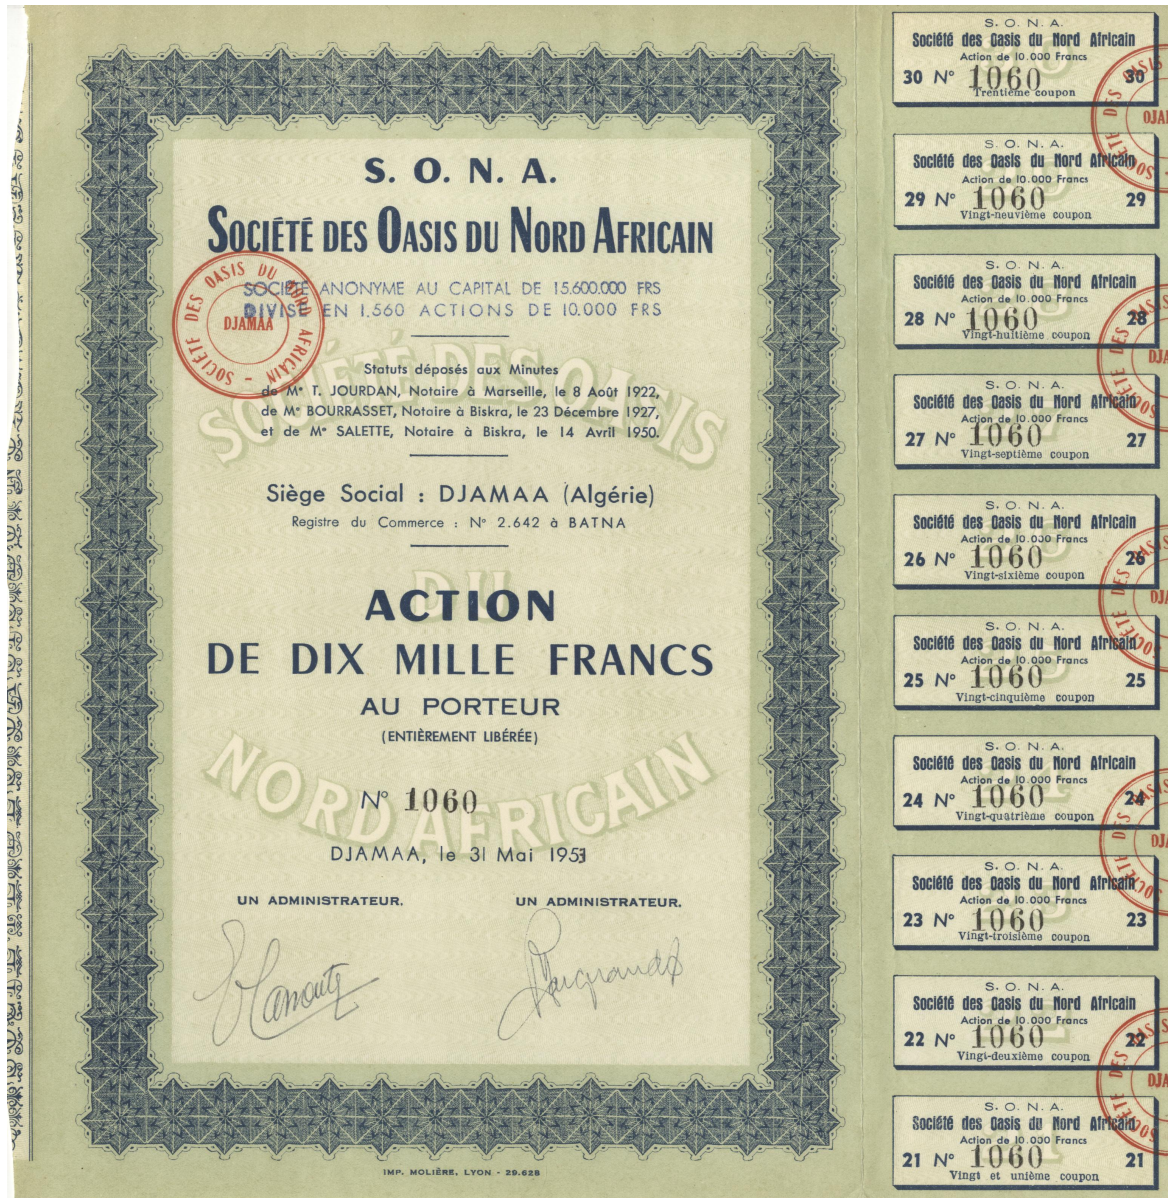 S. O. N. A.
SOCIÉTÉ DES OASIS DU NORD AFRICAIN
SOCIÉTÉ ANONYME AU CAPITAL DE 15.600.000 FRS
DIVISÉ EN 1.560 ACTIONS DE 10.000 FRS
SOCIÉTÉ DES OASIS DU NORD AFRICAIN -
DJAMAA
Statuts déposés aux Minutes
de Me T. JOURDAN, Notaire à Marseille, le 8 Août 1922,
de Me BOURRASSET, Notaire à Biskra, le 23 Décembre 1927,
et de Me SALETTE, Notaire à Biskra, le 14 Avril 1950.
SOCIÉTÉ DES OASIS
Siège Social : DJAMAA (Algérie)
Registre du Commerce : N° 2.642 à BATNA
DU
ACTION
DE DIX MILLE FRANCS
AU PORTEUR
(ENTIÈREMENT LIBÉRÉE)
NORD AFRICAIN
N° 1060
DJAMAA, le 31 Mai 1953
UN ADMINISTRATEUR. UN ADMINISTRATEUR.
IMP. MOLIÈRE, LYON - 29.628
S. O. N. A.
Société des Oasis du Nord Africain
Action de 10.000 Francs
30 N° 1060 30
Trentième coupon
S. O. N. A.
Société des Oasis du Nord Africain
Action de 10.000 Francs
29 N° 1060 29
Vingt-neuvième coupon
S. O. N. A.
Société des Oasis du Nord Africain
Action de 10.000 Francs
28 N° 1060 28
Vingt-huitième coupon
S. O. N. A.
Société des Oasis du Nord Africain
Action de 10.000 Francs
27 N° 1060 27
Vingt-septième coupon
S. O. N. A.
Société des Oasis du Nord Africain
Action de 10.000 Francs
26 N° 1060 26
Vingt-sixième coupon
S. O. N. A.
Société des Oasis du Nord Africain
Action de 10.000 Francs
25 N° 1060 25
Vingt-cinquième coupon
S. O. N. A.
Société des Oasis du Nord Africain
Action de 10.000 Francs
24 N° 1060 24
Vingt-quatrième coupon
S. O. N. A.
Société des Oasis du Nord Africain
Action de 10.000 Francs
23 N° 1060 23
Vingt-troisième coupon
S. O. N. A.
Société des Oasis du Nord Africain
Action de 10.000 Francs
22 N° 1060 22
Vingt-deuxième coupon
S. O. N. A.
Société des Oasis du Nord Africain
Action de 10.000 Francs
21 N° 1060 21
Vingt et unième coupon